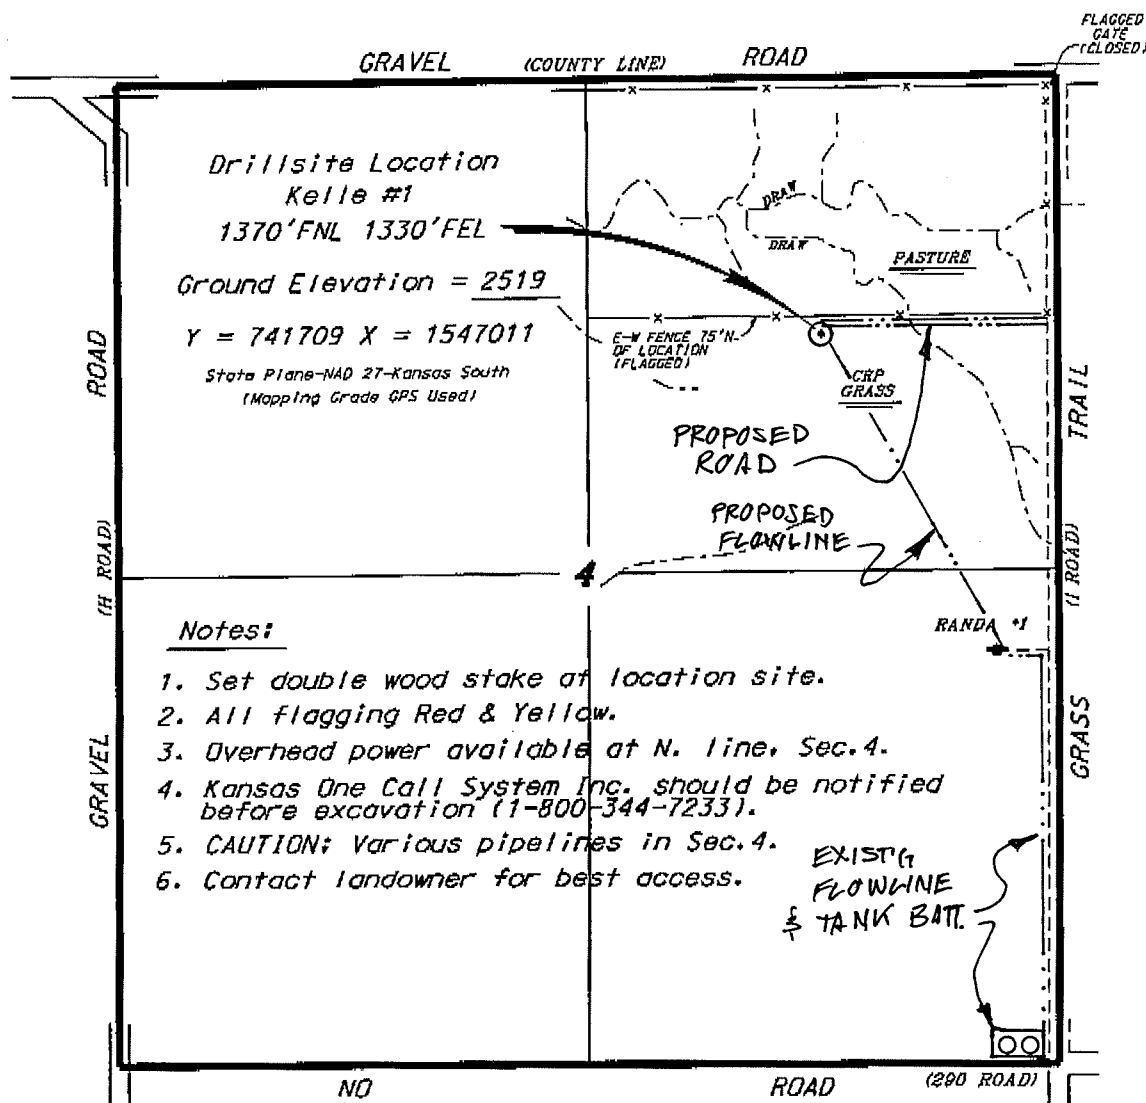 FLAGGED
GATE
(CLOSED)
GRAVEL (COUNTY LINE) ROAD
Drillsite Location
Kelle #1
1370'FNL 1330'FEL
Ground Elevation = 2519
Y = 741709 X = 1547011
State Plane-NAD 27-Kansas South
(Mapping Grade GPS Used)
DRAW
DRAW
PASTURE
E-W FENCE 75'N-
OF LOCATION
(FLAGGED)
CRP
GRASS
PROPOSED
ROAD
PROPOSED
FLOWLINE
ROAD
(H ROAD)
GRAVEL
TRAIL
(I ROAD)
GRASS
4
RANDA #1
Notes:
1. Set double wood stake at location site.
2. All flagging Red & Yellow.
3. Overhead power available at N. line, Sec.4.
4. Kansas One Call System Inc. should be notified
before excavation (1-800-344-7233).
5. CAUTION: Various pipelines in Sec.4.
6. Contact landowner for best access.
EXIST'G
FLOWLINE
& TANK BATT.
NO ROAD (290 ROAD)